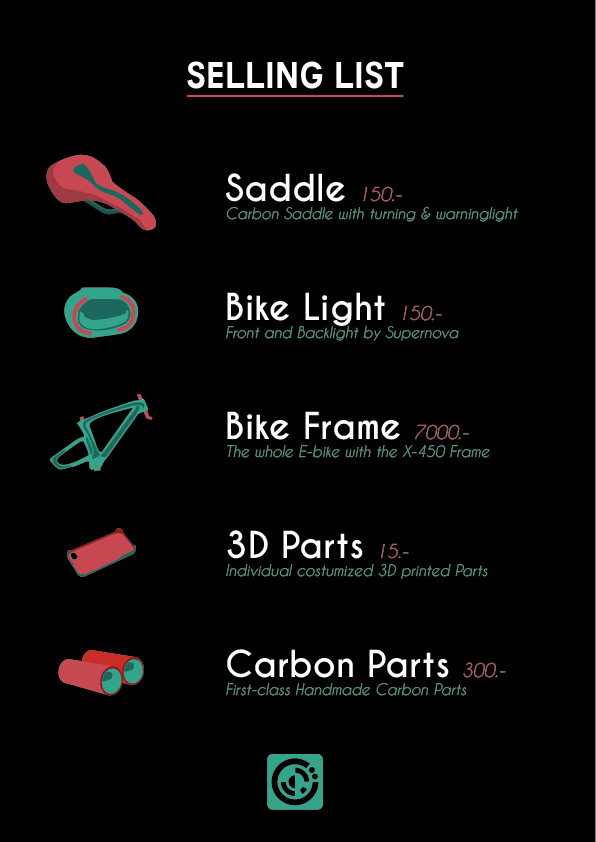 SELLING LIST
Saddle 150.-
Carbon Saddle with turning & warninglight
Bike Light 150.-
Front and Backlight by Supernova
Bike Frame 7000.-
The whole E-bike with the X-450 Frame
3D Parts 15.-
Individual costumized 3D printed Parts
Carbon Parts 300.-
First-class Handmade Carbon Parts